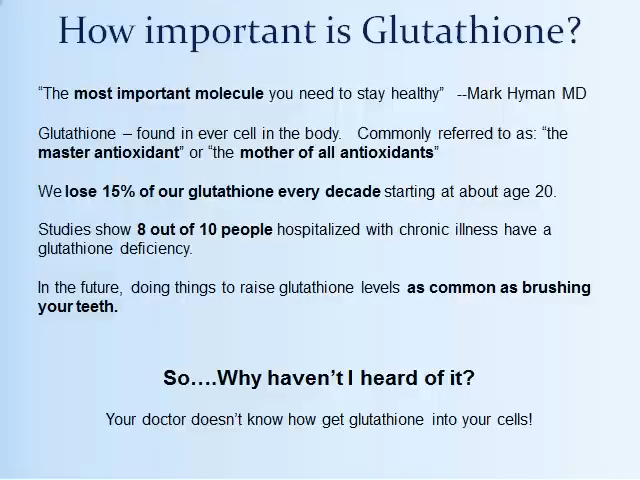 How important is Glutathione?
“The most important molecule you need to stay healthy” --Mark Hyman MD
Glutathione – found in ever cell in the body. Commonly referred to as: “the
master antioxidant” or “the mother of all antioxidants”
We lose 15% of our glutathione every decade starting at about age 20.
Studies show 8 out of 10 people hospitalized with chronic illness have a
glutathione deficiency.
In the future, doing things to raise glutathione levels as common as brushing
your teeth.
So….Why haven’t I heard of it?
Your doctor doesn’t know how get glutathione into your cells!